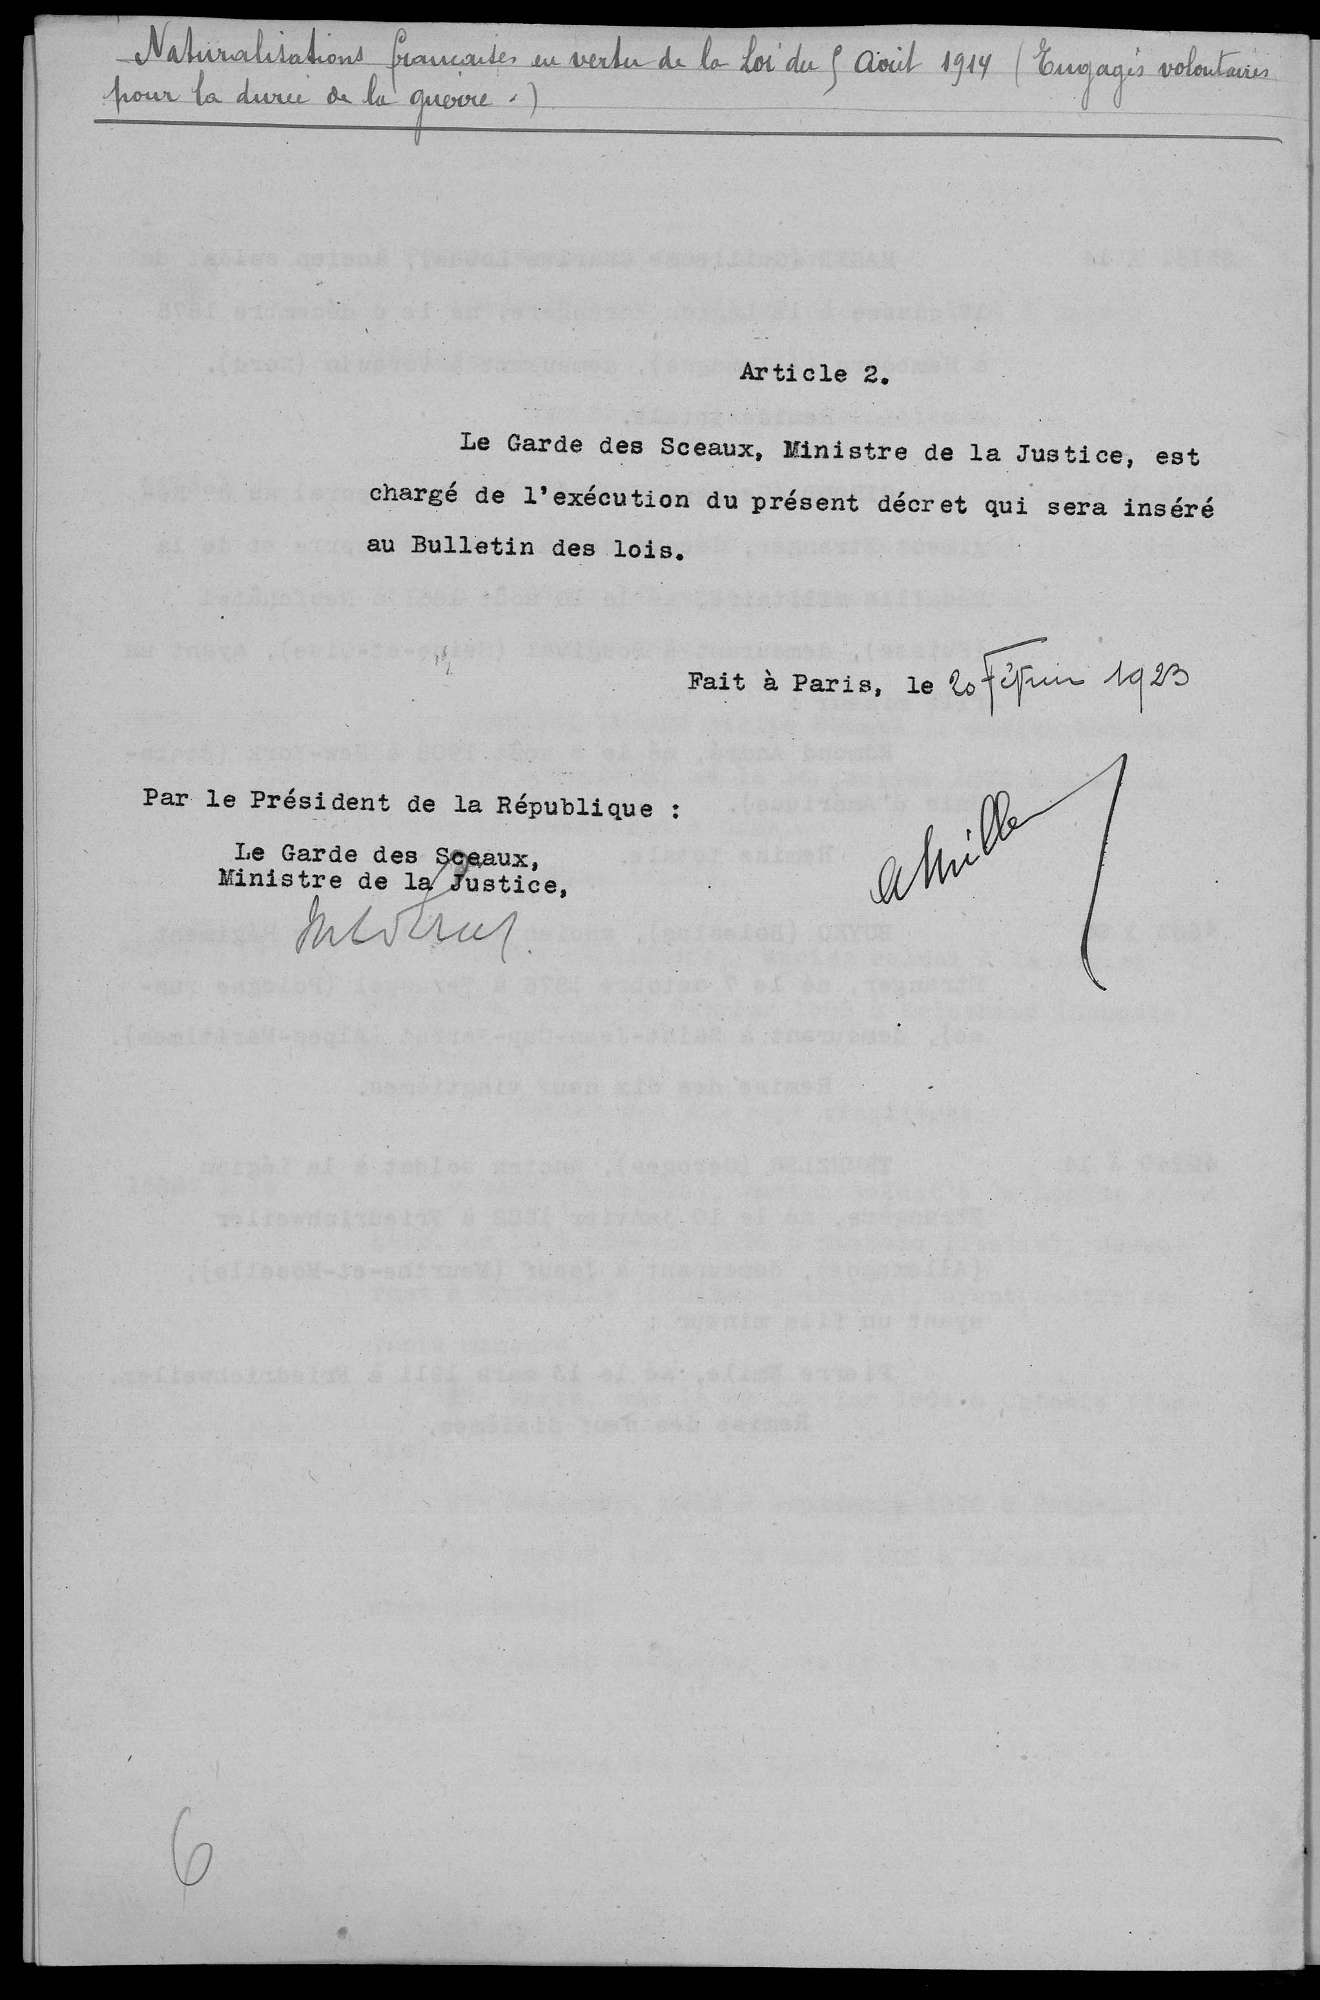 Naturalisations françaises en vertu de la Loi du 5 Août 1914 (Engagés volontaires
pour la durée de la guerre.)
Article 2.
Le Garde des Sceaux, Ministre de la Justice, est
chargé de l'exécution du présent décret qui sera inséré
au Bulletin des lois.
Fait à Paris, le 20 Février 1923
Par le Président de la République :
Le Garde des Sceaux,
Ministre de la Justice,
6